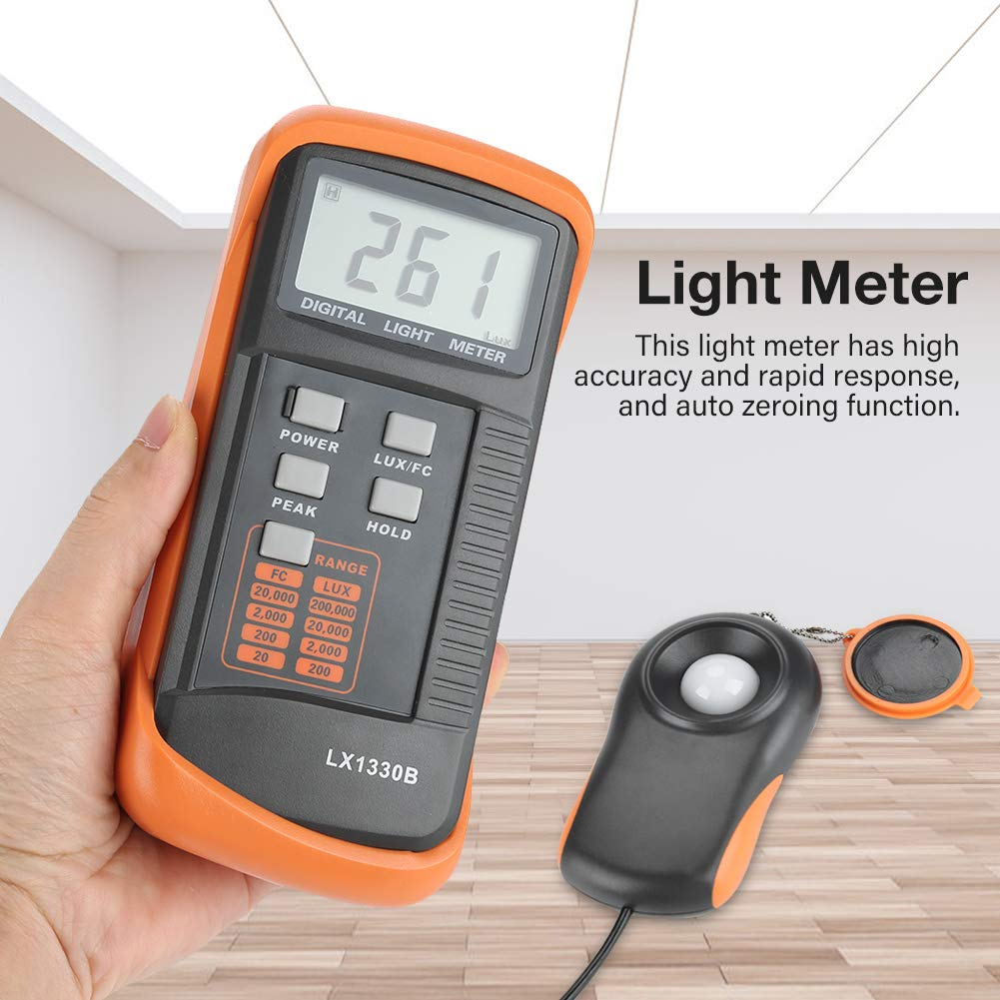 H
261
Lux
DIGITAL LIGHT METER
Light Meter
This light meter has high
accuracy and rapid response,
and auto zeroing function.
POWER
LUX/FC
PEAK
HOLD
RANGE
FC LUX
20,000 200,000
2,000 20,000
200 2,000
20 200
LX1330B